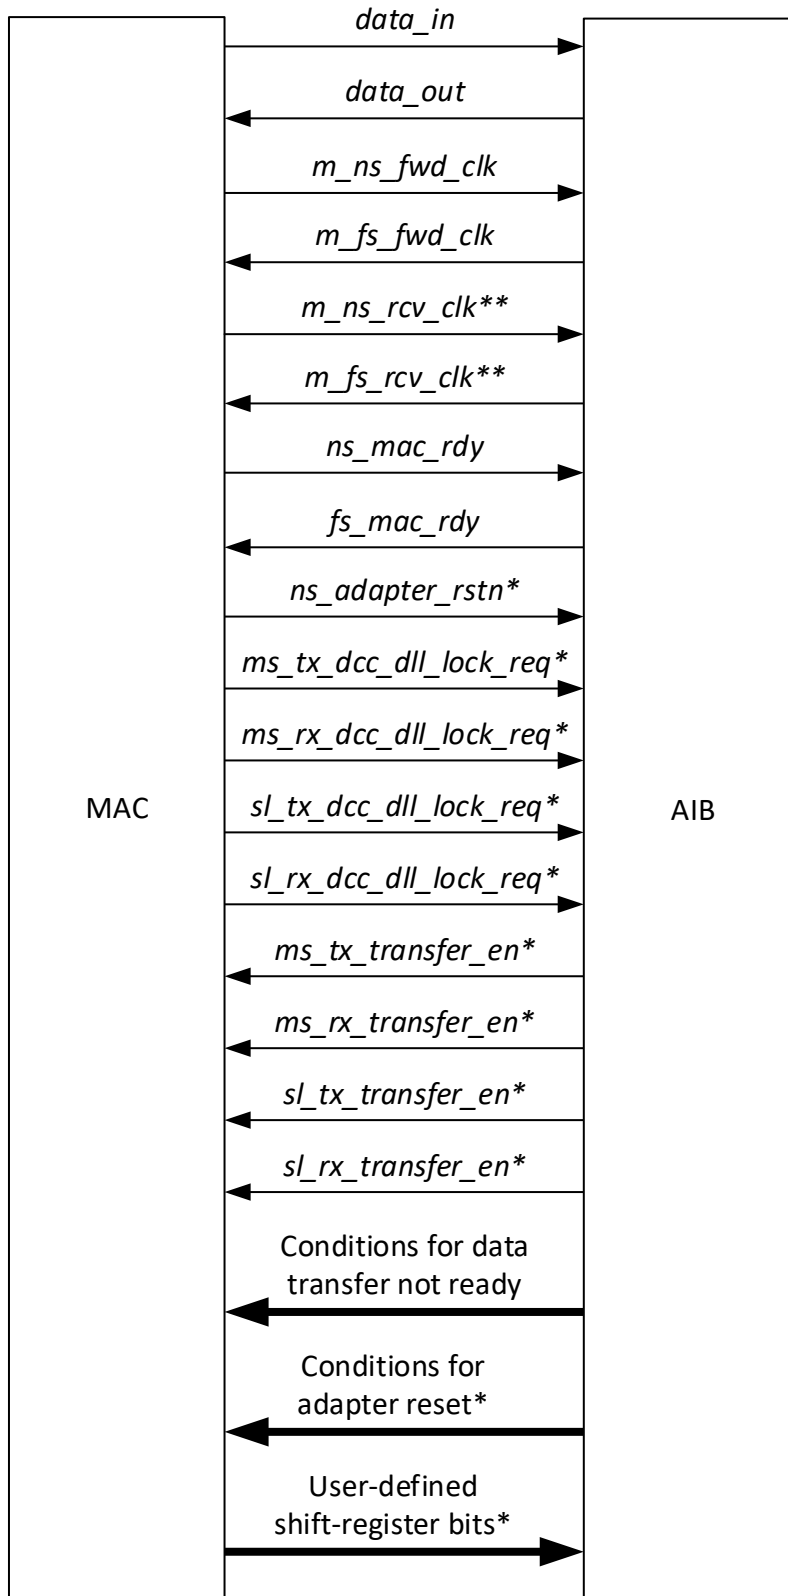 data_in
data_out
m_ns_fwd_clk
m_fs_fwd_clk
m_ns_rcv_clk**
m_fs_rcv_clk**
ns_mac_rdy
fs_mac_rdy
ns_adapter_rstn*
ms_tx_dcc_dll_lock_req*
ms_rx_dcc_dll_lock_req*
MAC
sl_tx_dcc_dll_lock_req*
AIB
sl_rx_dcc_dll_lock_req*
ms_tx_transfer_en*
ms_rx_transfer_en*
sl_tx_transfer_en*
sl_rx_transfer_en*
Conditions for data
transfer not ready
Conditions for
adapter reset*
User-defined
shift-register bits*